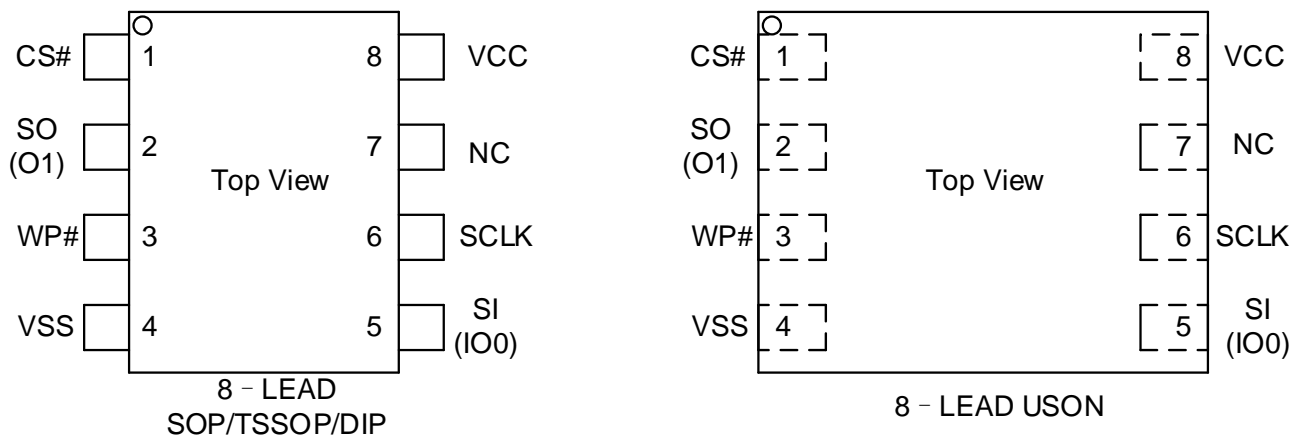 CS#
1
8
VCC
SO
(O1)
2
7
NC
Top View
WP#
3
6
SCLK
VSS
4
5
SI
(IO0)
8 – LEAD
SOP/TSSOP/DIP
CS#
1
8
VCC
SO
(O1)
2
7
NC
Top View
WP#
3
6
SCLK
VSS
4
5
SI
(IO0)
8 – LEAD USON